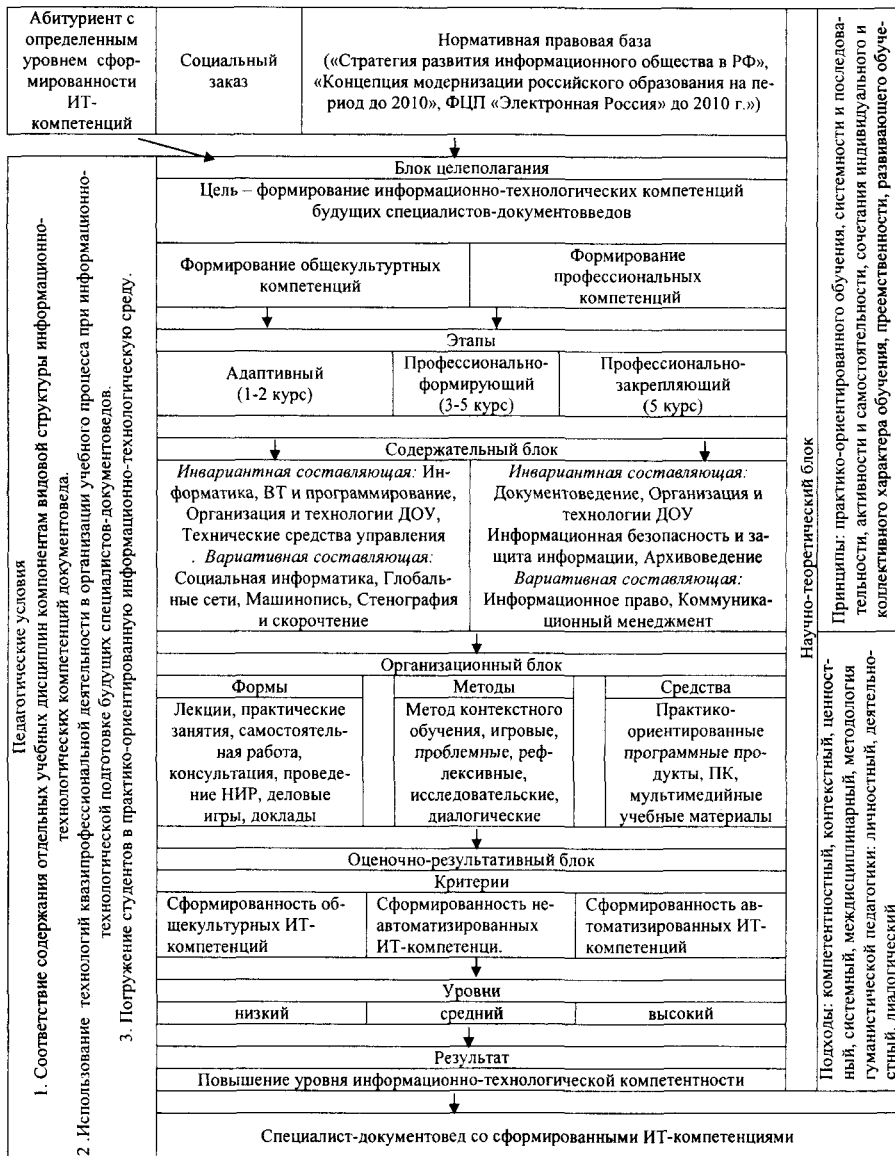 Абитуриент с
определенным
уровнем сфор-
мированности
ИТ-
компетенций
Социальный
заказ
Нормативная правовая база
(«Стратегия развития информационного общества в РФ»,
«Концепция модернизации российского образования на пе-
риод до 2010», ФЦП «Электронная Россия» до 2010 г.»)
Педагогические условия
1. Соответствие содержания отдельных учебных дисциплин компонентам видовой структуры информационно-
технологических компетенций документоведа.
2 .Использование технологий квазипрофессиональной деятельности в организации учебного процесса при информационно-
технологической подготовке будущих специалистов-документоведов.
3. Погружение студентов в практико-ориентированную информационно-технологическую среду.
Блок целеполагания
Цель – формирование информационно-технологических компетенций
будущих специалистов-документовведов
Формирование общекультуртных
компетенций
Формирование
профессиональных
компетенций
Этапы
Адаптивный
(1-2 курс)
Профессионально-
формирующий
(3-5 курс)
Профессионально-
закрепляющий
(5 курс)
Содержательный блок
Инвариантная составляющая: Ин-
форматика, ВТ и программирование,
Организация и технологии ДОУ,
Технические средства управления
. Вариативная составляющая:
Социальная информатика, Глобаль-
ные сети, Машинопись, Стенография
и скорочтение
Инвариантная составляющая:
Документоведение, Организация и
технологии ДОУ
Информационная безопасность и за-
щита информации, Архивоведение
Вариативная составляющая:
Информационное право, Коммуника-
ционный менеджмент
Организационный блок
Формы
Лекции, практические
занятия, самостоятель-
ная работа,
консультация, проведе-
ние НИР, деловые
игры, доклады
Методы
Метод контекстного
обучения, игровые,
проблемные, реф-
лексивные,
исследовательские,
диалогические
Средства
Практико-
ориентированные
программные про-
дукты, ПК,
мультимедийные
учебные материалы
Оценочно-результативный блок
Критерии
Сформированность об-
щекультурных ИТ-
компетенций
Сформированность не-
автоматизированных
ИТ-компетенци.
Сформированность ав-
томатизированных ИТ-
компетенций
Уровни
низкий
средний
высокий
Результат
Повышение уровня информационно-технологической компетентности
Специалист-документовед со сформированными ИТ-компетенциями
Научно-теоретический блок
Принципы: практико-ориентированного обучения, системности и последова-
тельности, активности и самостоятельности, сочетания индивидуального и
коллективного характера обучения, преемственности, развивающего обуче-
Подходы: компетентностный, контекстный, ценност-
ный, системный, междисциплинарный, методология
гуманистической педагогики: личностный, деятельно-
стный, диалогический